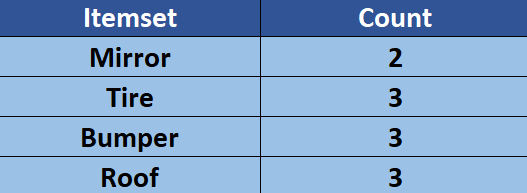 Itemset Count
Mirror 2
Tire 3
Bumper 3
Roof 3